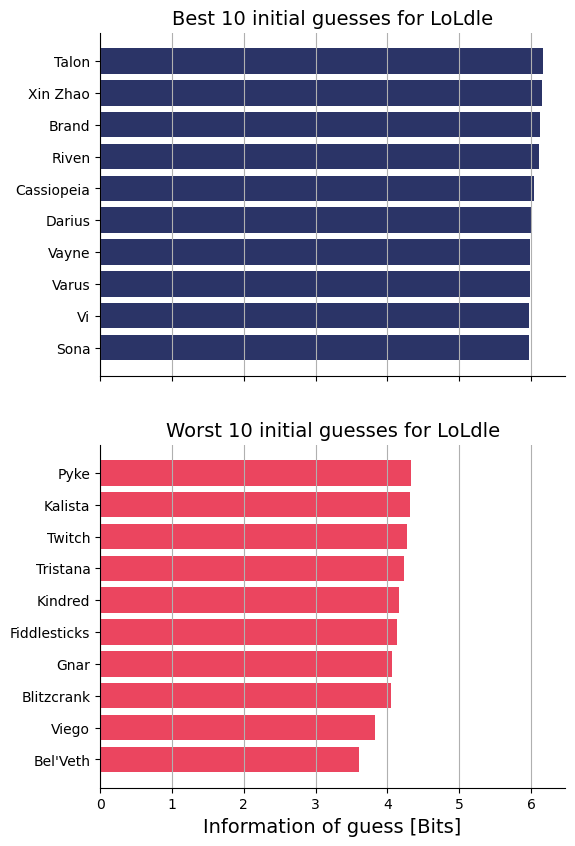 Best 10 initial guesses for LoLdle
Talon
Xin Zhao
Brand
Riven
Cassiopeia
Darius
Vayne
Varus
Vi
Sona
Worst 10 initial guesses for LoLdle
Pyke
Kalista
Twitch
Tristana
Kindred
Fiddlesticks
Gnar
Blitzcrank
Viego
Bel'Veth
0 1 2 3 4 5 6
Information of guess [Bits]